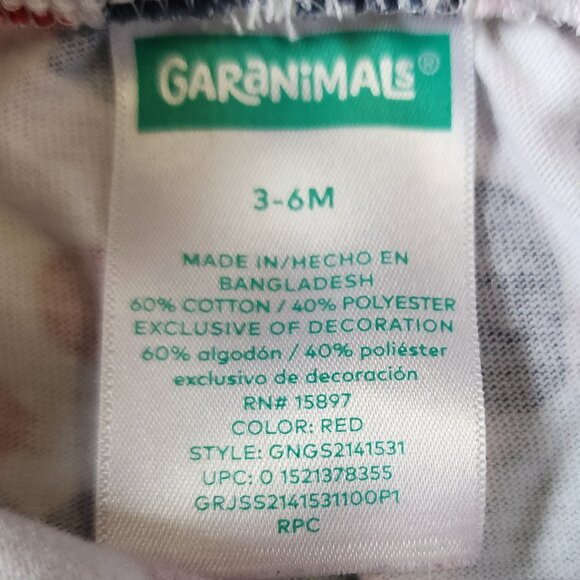 GARaNiMALS®
3-6M
MADE IN/HECHO EN
BANGLADESH
60% COTTON / 40% POLYESTER
EXCLUSIVE OF DECORATION
60% algodón / 40% poliéster
exclusivo de decoración
RN# 15897
COLOR: RED
STYLE: GNGS2141531
UPC: 0 1521378355
GRJSS2141531100P1
RPC